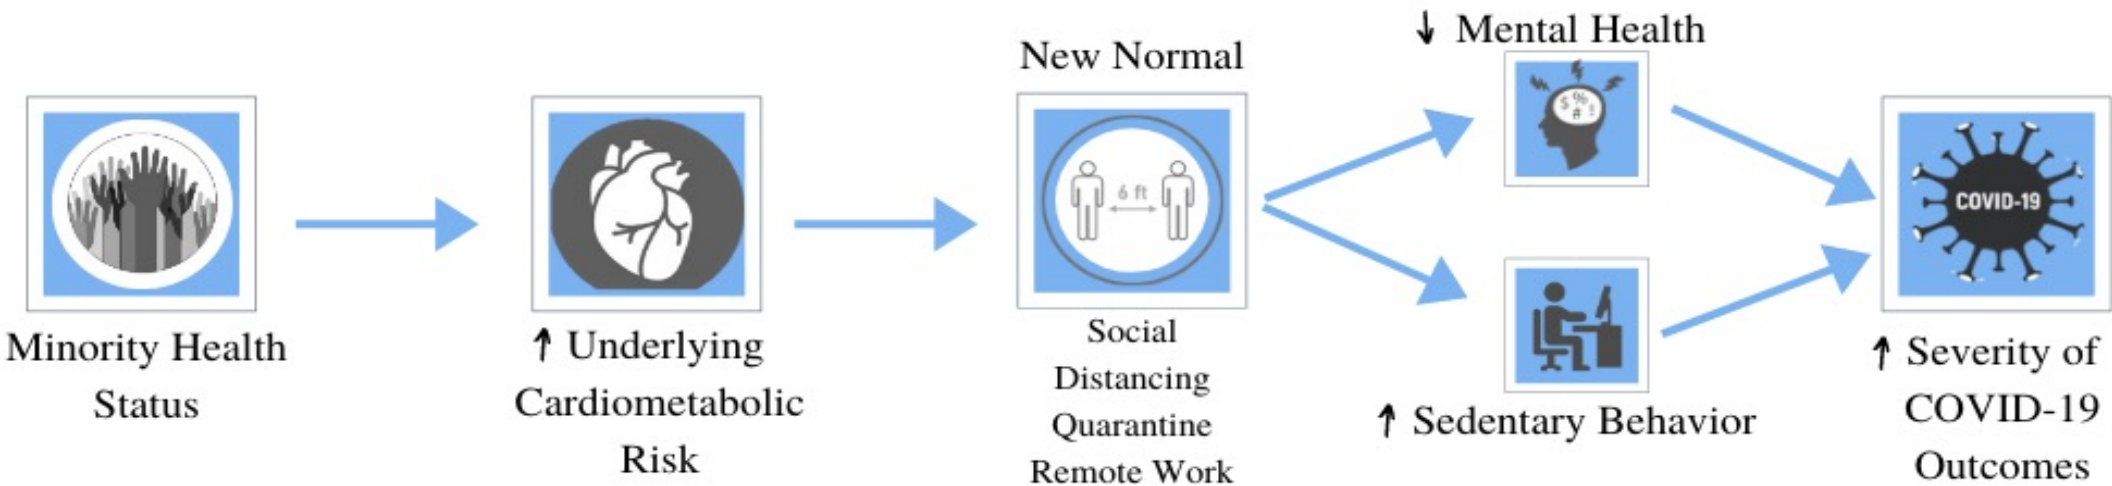 Minority Health
Status
↑ Underlying
Cardiometabolic
Risk
New Normal
6 ft
Social
Distancing
Quarantine
Remote Work
↓ Mental Health
$ % # !
↑ Sedentary Behavior
COVID-19
↑ Severity of
COVID-19
Outcomes